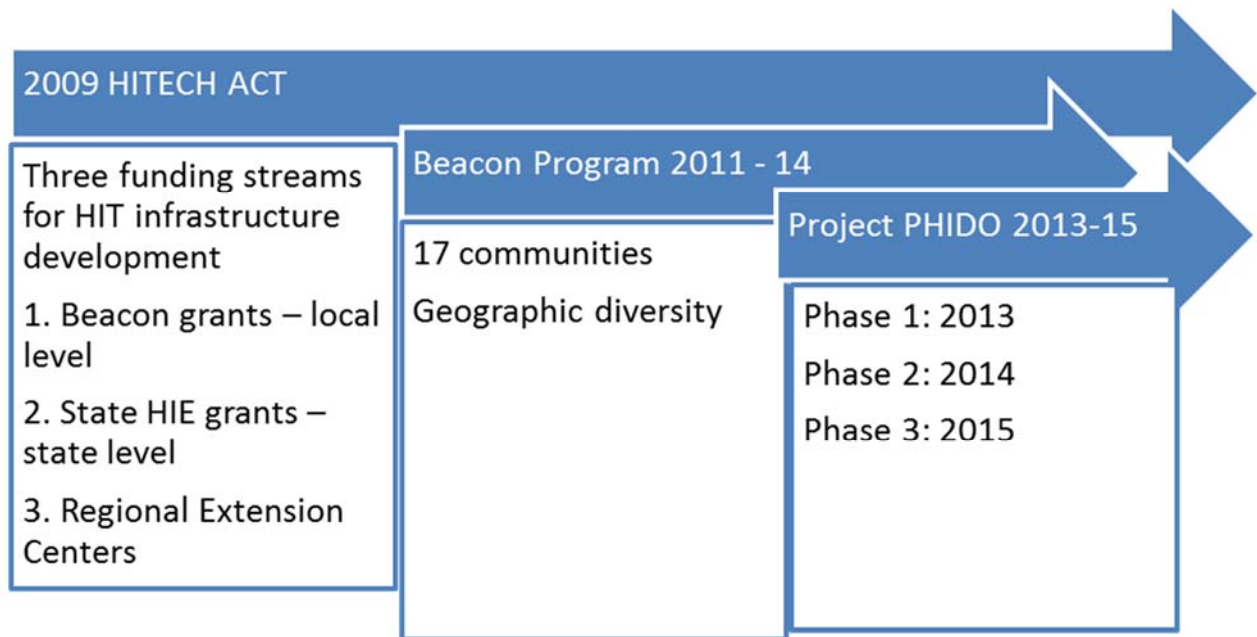 2009 HITECH ACT
Three funding streams
for HIT infrastructure
development
1. Beacon grants – local
level
2. State HIE grants –
state level
3. Regional Extension
Centers
Beacon Program 2011 - 14
17 communities
Geographic diversity
Project PHIDO 2013-15
Phase 1: 2013
Phase 2: 2014
Phase 3: 2015